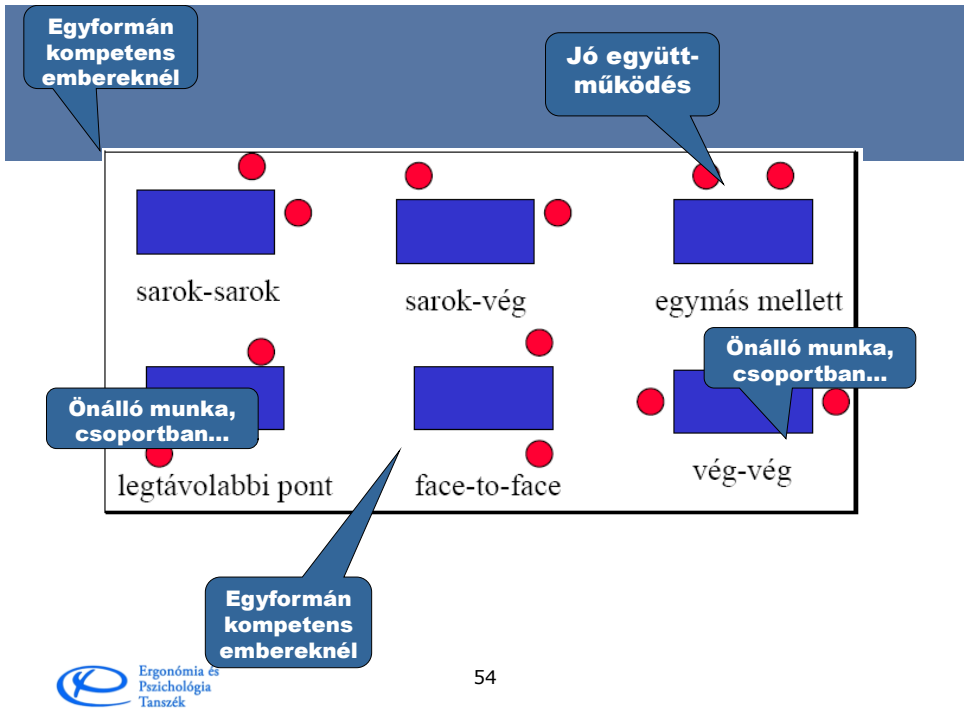 Egyformán
kompetens
embereknél
Jó együtt-
működés
sarok-sarok
sarok-vég
egymás mellett
Önálló munka,
csoportban...
Önálló munka,
csoportban...
legtávolabbi pont
face-to-face
vég-vég
Egyformán
kompetens
embereknél
Ergonómia és
Pszichológia
Tanszék
54